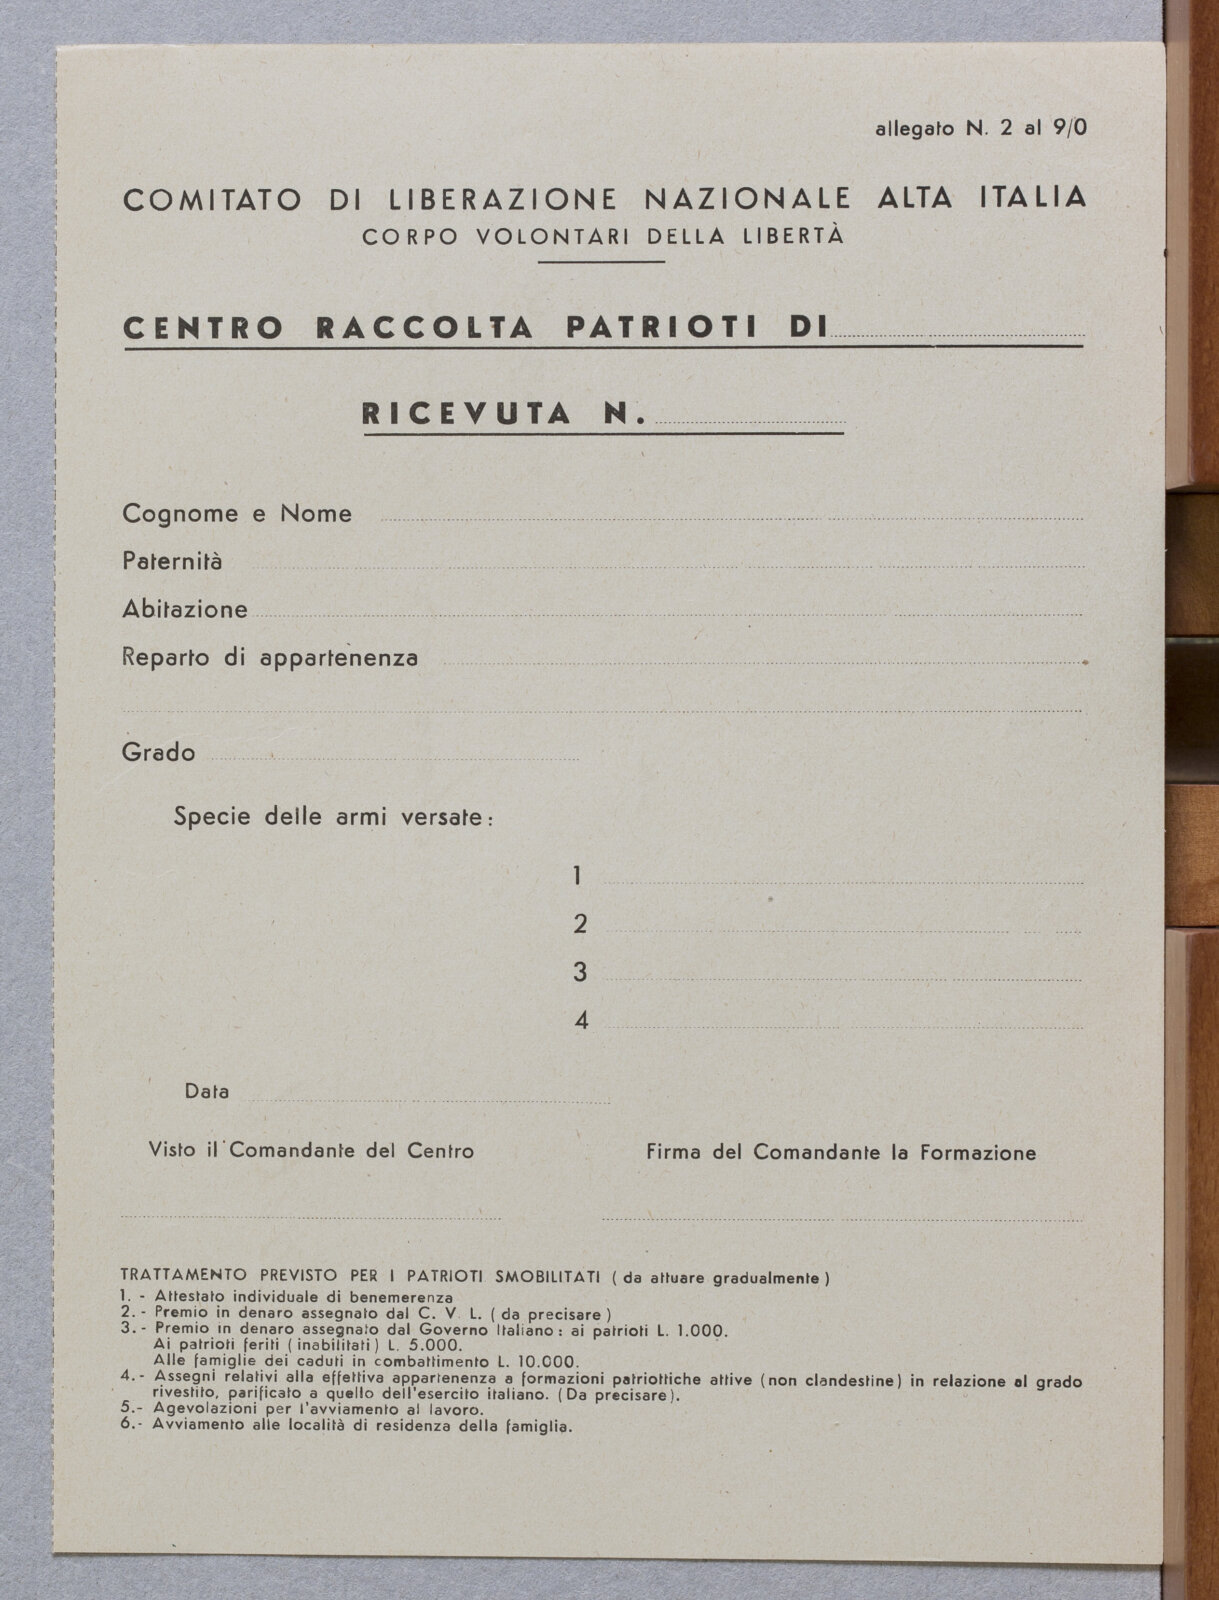 allegato N. 2 al 9/0
COMITATO DI LIBERAZIONE NAZIONALE ALTA ITALIA
CORPO VOLONTARI DELLA LIBERTÀ
CENTRO RACCOLTA PATRIOTI DI
RICEVUTA N.
Cognome e Nome
Paternità
Abitazione
Reparto di appartenenza
Grado
Specie delle armi versate:
1
2
3
4
Data
Visto il Comandante del Centro
Firma del Comandante la Formazione
TRATTAMENTO PREVISTO PER I PATRIOTI SMOBILITATI ( da attuare gradualmente )
1. - Attestato individuale di benemerenza
2. - Premio in denaro assegnato dal C. V. L. ( da precisare )
3. - Premio in denaro assegnato dal Governo Italiano : ai patrioti L. 1.000.
Ai patrioti feriti ( inabilitati ) L. 5.000.
Alle famiglie dei caduti in combattimento L. 10.000.
4. - Assegni relativi alla effettiva appartenenza a formazioni patriottiche attive ( non clandestine ) in relazione al grado
rivestito, parificato a quello dell'esercito italiano. ( Da precisare ).
5. - Agevolazioni per l'avviamento al lavoro.
6. - Avviamento alle località di residenza della famiglia.